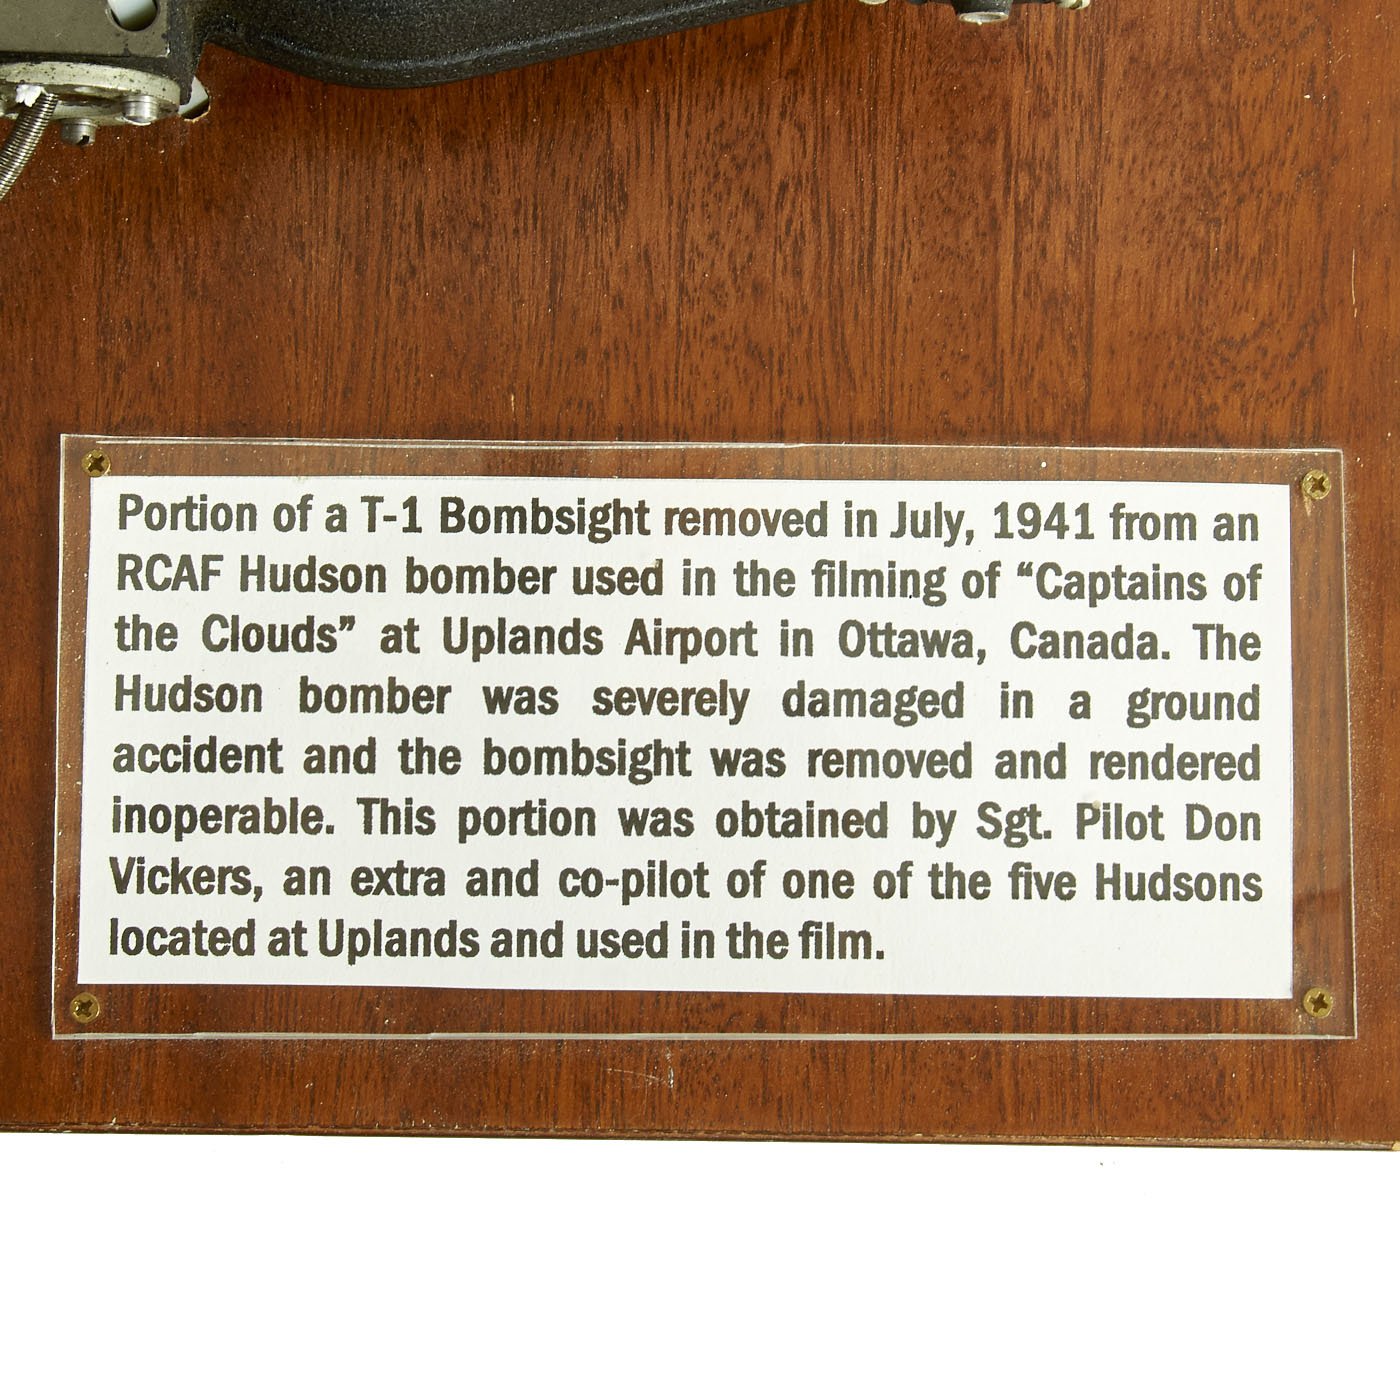 Portion of a T-1 Bombsight removed in July, 1941 from an
RCAF Hudson bomber used in the filming of “Captains of
the Clouds” at Uplands Airport in Ottawa, Canada. The
Hudson bomber was severely damaged in a ground
accident and the bombsight was removed and rendered
inoperable. This portion was obtained by Sgt. Pilot Don
Vickers, an extra and co-pilot of one of the five Hudsons
located at Uplands and used in the film.